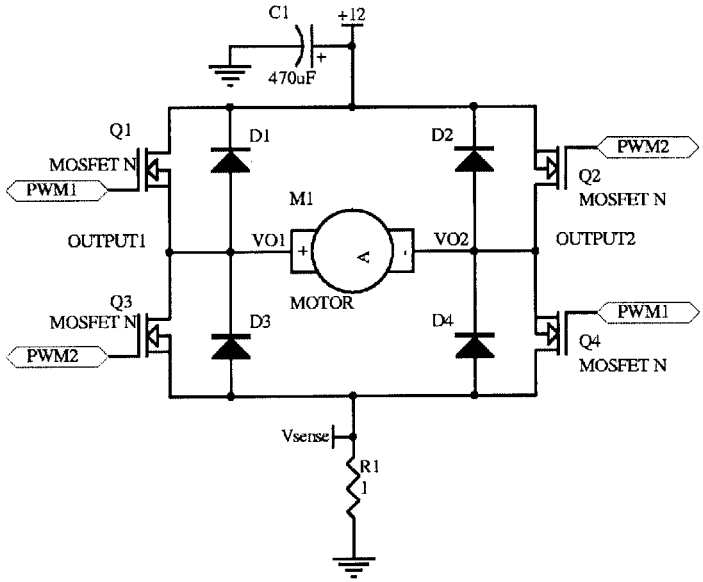 C1
+12
+
470uF
Q1
D1
D2
MOSFET N
PWM2
PWM1
Q2
M1
MOSFET N
OUTPUT1
VO1
+
A
-
VO2
OUTPUT2
Q3
MOTOR
MOSFET N
D3
D4
PWM1
PWM2
Q4
MOSFET N
Vsense
R1
1